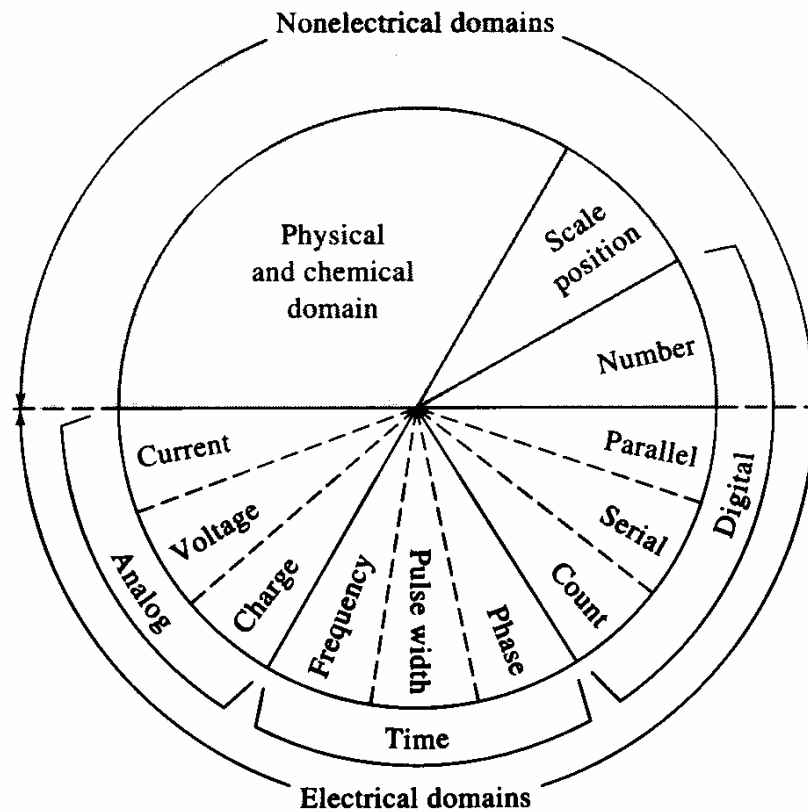 Nonelectrical domains
Physical
and chemical
domain
Scale
position
Number
Current
Voltage
Charge
Frequency
Pulse width
Phase
Count
Serial
Parallel
Analog
Time
Digital
Electrical domains